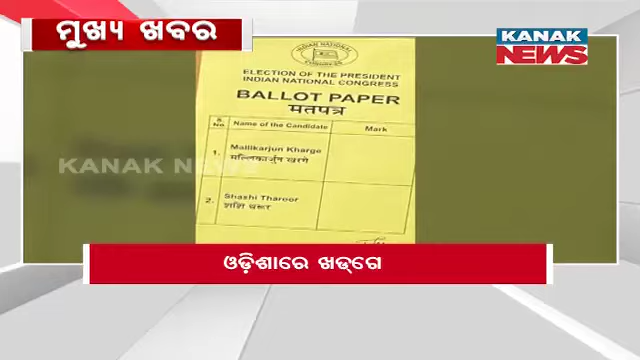 ମୁଖ୍ୟ ଖବର
KANAK
NEWS
INDIAN NATIONAL
CONGRESS
ELECTION OF THE PRESIDENT
INDIAN NATIONAL CONGRESS
BALLOT PAPER
मतपत्र
S. No. Name of the Candidate Mark
1. Mallikarjun Kharge
मल्लिकार्जुन खरगे
KANAK NEWS
2. Shashi Tharoor
शशि थरूर
ଓଡ଼ିଶାରେ ଖଡ଼୍‌ଗେ